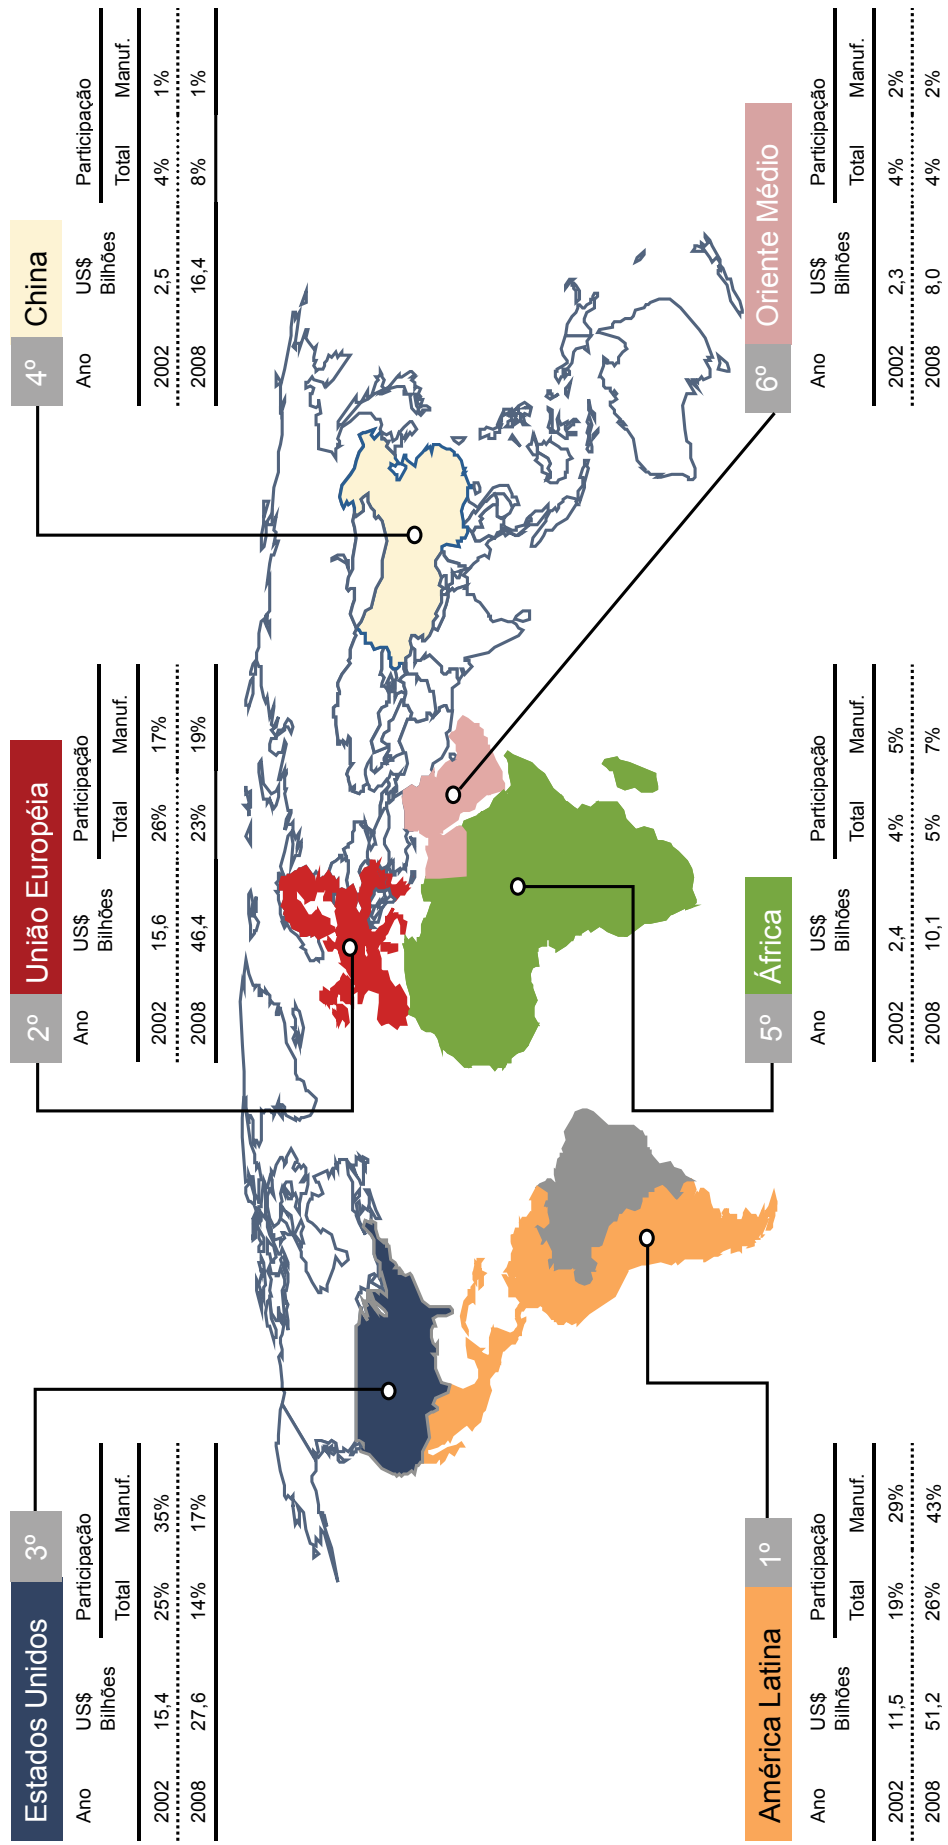 Estados Unidos 3º
Ano US$ Bilhões Participação
Total Manuf.
2002 15,4 25% 35%
2008 27,6 14% 17%
2º União Européia
Ano US$ Bilhões Participação
Total Manuf.
2002 15,6 26% 17%
2008 46,4 23% 19%
4º China
Ano US$ Bilhões Participação
Total Manuf.
2002 2,5 4% 1%
2008 16,4 8% 1%
América Latina 1º
Ano US$ Bilhões Participação
Total Manuf.
2002 11,5 19% 29%
2008 51,2 26% 43%
5º África
Ano US$ Bilhões Participação
Total Manuf.
2002 2,4 4% 5%
2008 10,1 5% 7%
6º Oriente Médio
Ano US$ Bilhões Participação
Total Manuf.
2002 2,3 4% 2%
2008 8,0 4% 2%